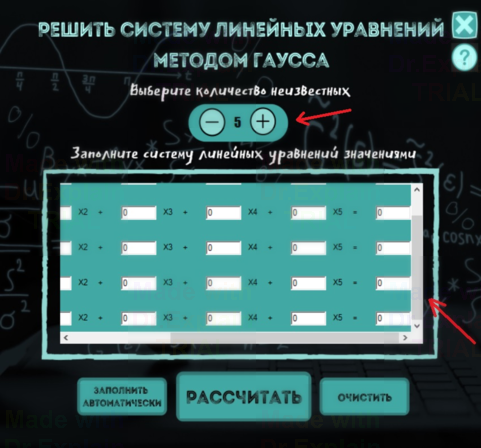 РЕШИТЬ СИСТЕМУ ЛИНЕЙНЫХ УРАВНЕНИЙ
МЕТОДОМ ГАУССА
?
Выберите количество неизвестных
− 5 +
Заполните систему линейных уравнений значениями
X2 + 0 X3 + 0 X4 + 0 X5 = 0
X2 + 0 X3 + 0 X4 + 0 X5 = 0
X2 + 0 X3 + 0 X4 + 0 X5 = 0
X2 + 0 X3 + 0 X4 + 0 X5 = 0
ЗАПОЛНИТЬ
АВТОМАТИЧЕСКИ
РАССЧИТАТЬ
ОЧИСТИТЬ